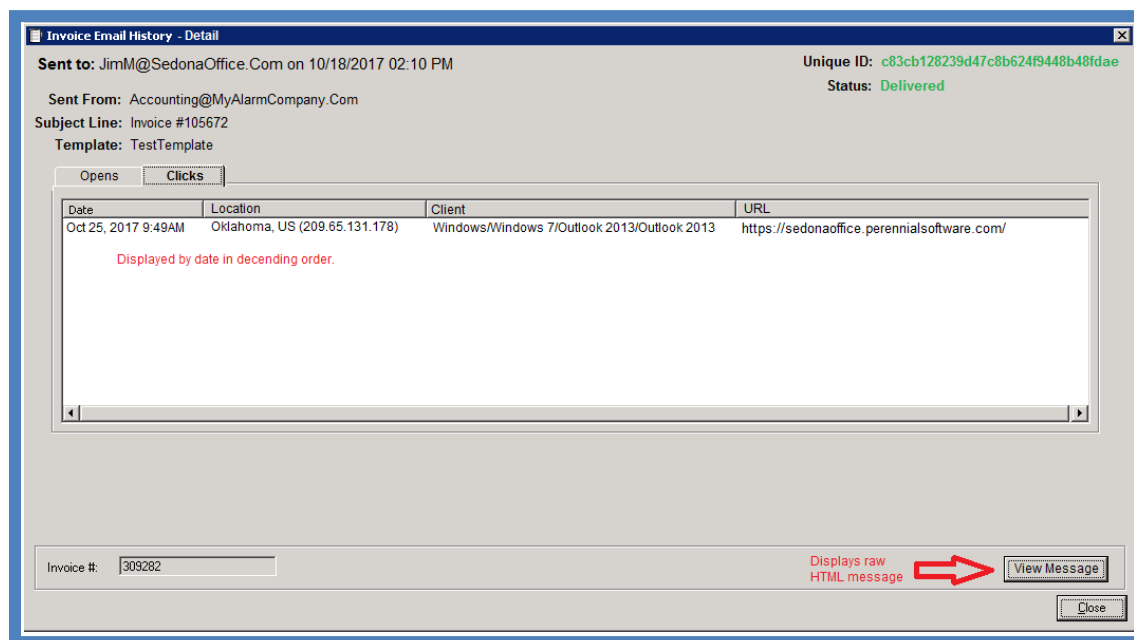 Invoice Email History - Detail
Sent to: JimM@SedonaOffice.Com on 10/18/2017 02:10 PM
Unique ID: c83cb128239d47c8b624f9448b48fdae
Status: Delivered
Sent From: Accounting@MyAlarmCompany.Com
Subject Line: Invoice #105672
Template: TestTemplate
Opens Clicks
Date Location Client URL
Oct 25, 2017 9:49AM Oklahoma, US (209.65.131.178) Windows/Windows 7/Outlook 2013/Outlook 2013 https://sedonaoffice.perennialsoftware.com/
Displayed by date in decending order.
Invoice #: 309282
Displays raw
HTML message
View Message
Close